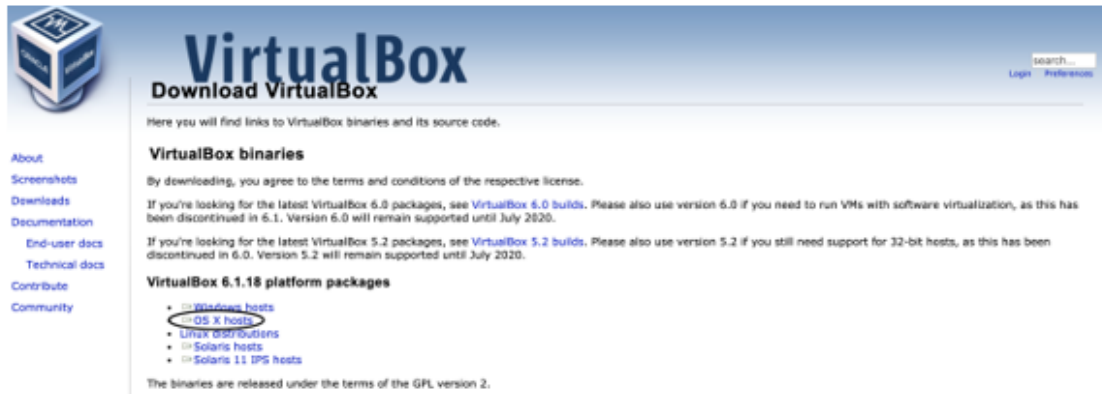 VirtualBox
search...
Login Preferences
Download VirtualBox
Here you will find links to VirtualBox binaries and its source code.
About
Screenshots
Downloads
Documentation
End-user docs
Technical docs
Contribute
Community
VirtualBox binaries
By downloading, you agree to the terms and conditions of the respective license.
If you're looking for the latest VirtualBox 6.0 packages, see VirtualBox 6.0 builds. Please also use version 6.0 if you need to run VMs with software virtualization, as this has
been discontinued in 6.1. Version 6.0 will remain supported until July 2020.
If you're looking for the latest VirtualBox 5.2 packages, see VirtualBox 5.2 builds. Please also use version 5.2 if you still need support for 32-bit hosts, as this has been
discontinued in 6.0. Version 5.2 will remain supported until July 2020.
VirtualBox 6.1.18 platform packages
Windows hosts
OS X hosts
Linux distributions
Solaris hosts
Solaris 11 IPS hosts
The binaries are released under the terms of the GPL version 2.